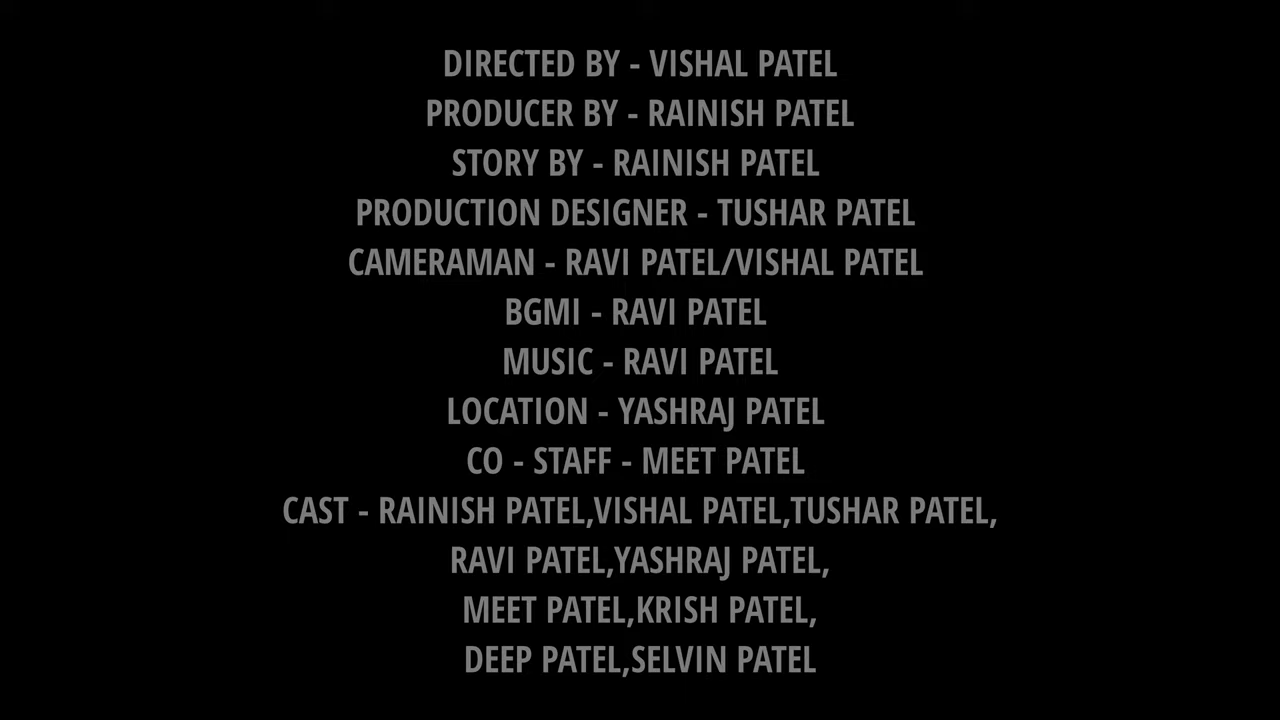 DIRECTED BY - VISHAL PATEL
PRODUCER BY - RAINISH PATEL
STORY BY - RAINISH PATEL
PRODUCTION DESIGNER - TUSHAR PATEL
CAMERAMAN - RAVI PATEL/VISHAL PATEL
BGMI - RAVI PATEL
MUSIC - RAVI PATEL
LOCATION - YASHRAJ PATEL
CO - STAFF - MEET PATEL
CAST - RAINISH PATEL,VISHAL PATEL,TUSHAR PATEL,
RAVI PATEL,YASHRAJ PATEL,
MEET PATEL,KRISH PATEL,
DEEP PATEL,SELVIN PATEL